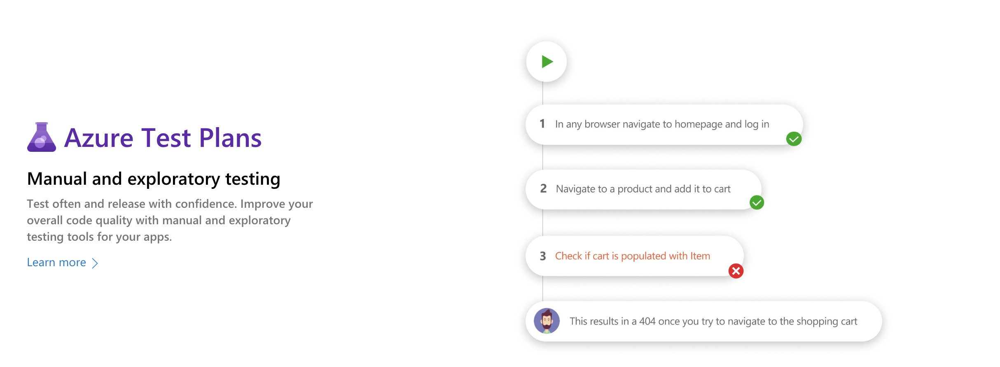 Azure Test Plans
Manual and exploratory testing
Test often and release with confidence. Improve your
overall code quality with manual and exploratory
testing tools for your apps.
Learn more
1 In any browser navigate to homepage and log in
2 Navigate to a product and add it to cart
3 Check if cart is populated with Item
This results in a 404 once you try to navigate to the shopping cart